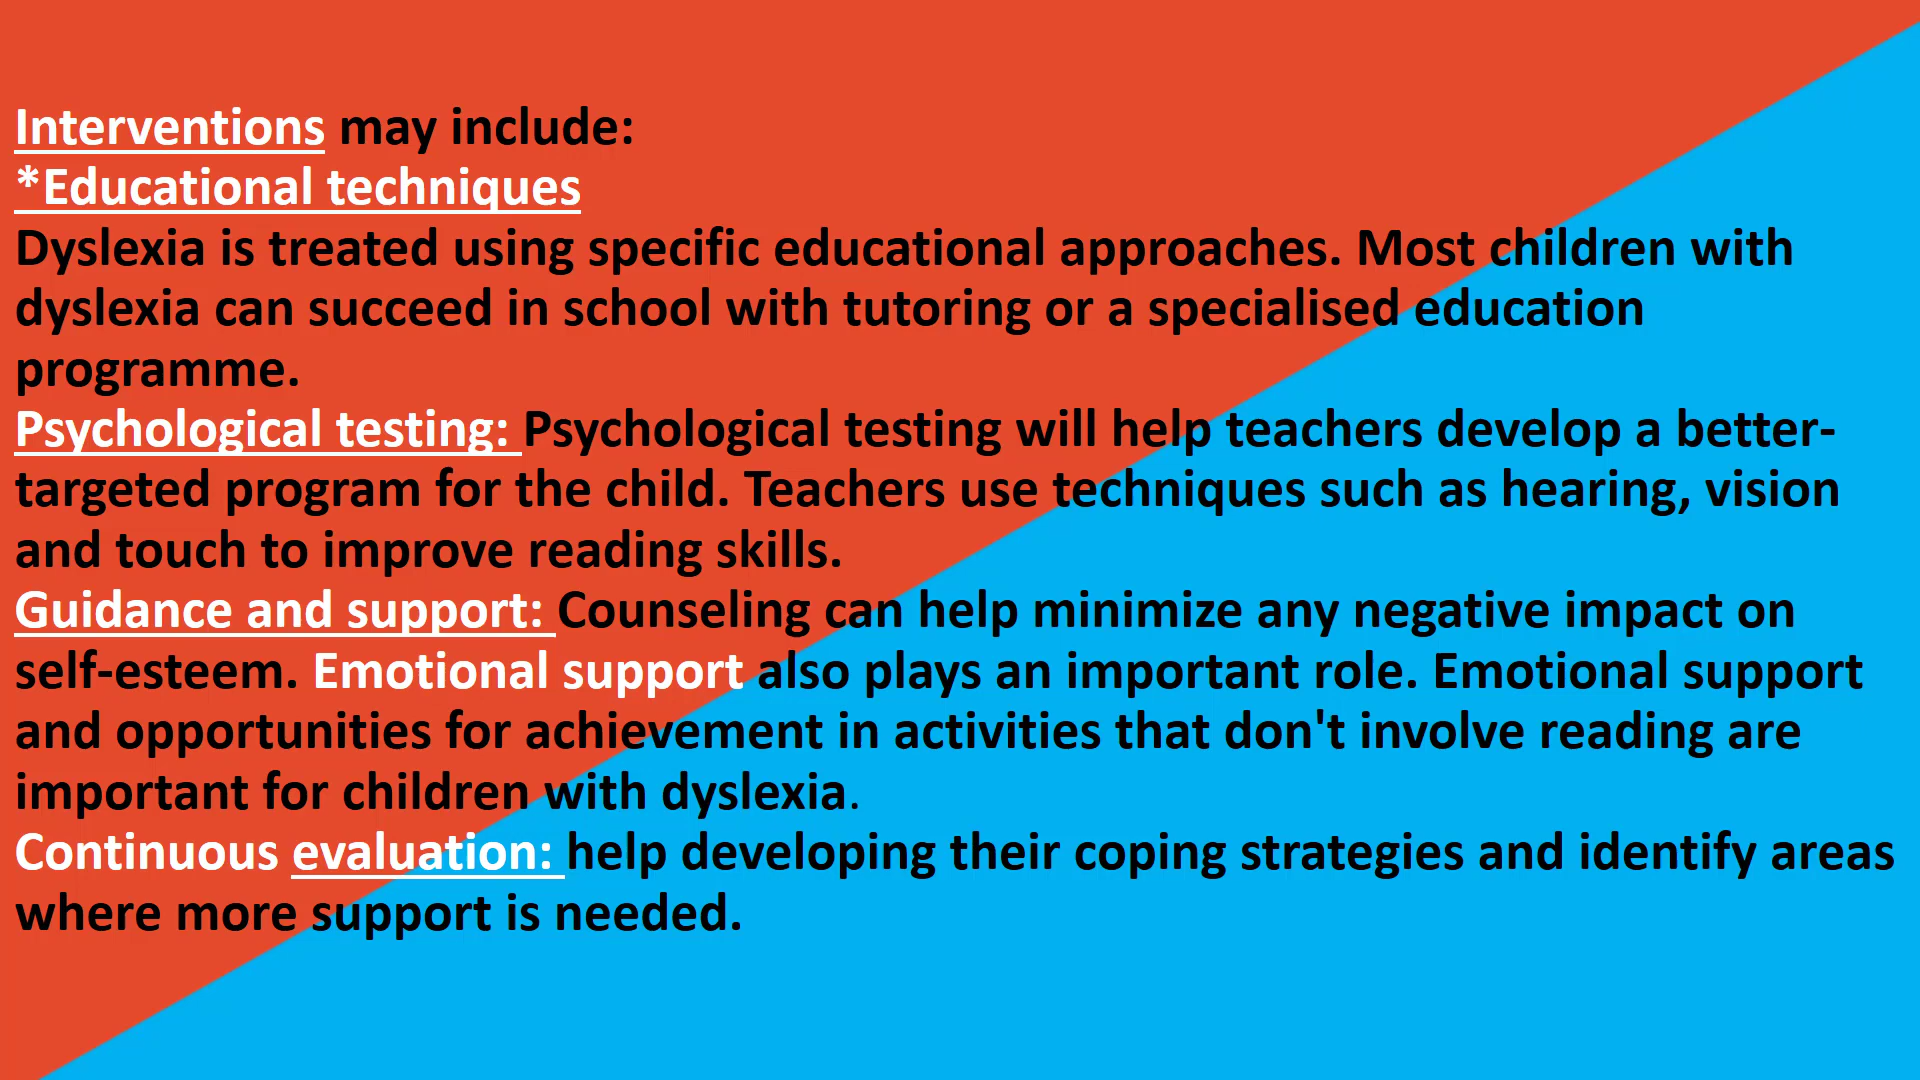 Interventions may include:
*Educational techniques
Dyslexia is treated using specific educational approaches. Most children with
dyslexia can succeed in school with tutoring or a specialised education
programme.
Psychological testing: Psychological testing will help teachers develop a better-
targeted program for the child. Teachers use techniques such as hearing, vision
and touch to improve reading skills.
Guidance and support: Counseling can help minimize any negative impact on
self-esteem. Emotional support also plays an important role. Emotional support
and opportunities for achievement in activities that don't involve reading are
important for children with dyslexia.
Continuous evaluation: help developing their coping strategies and identify areas
where more support is needed.